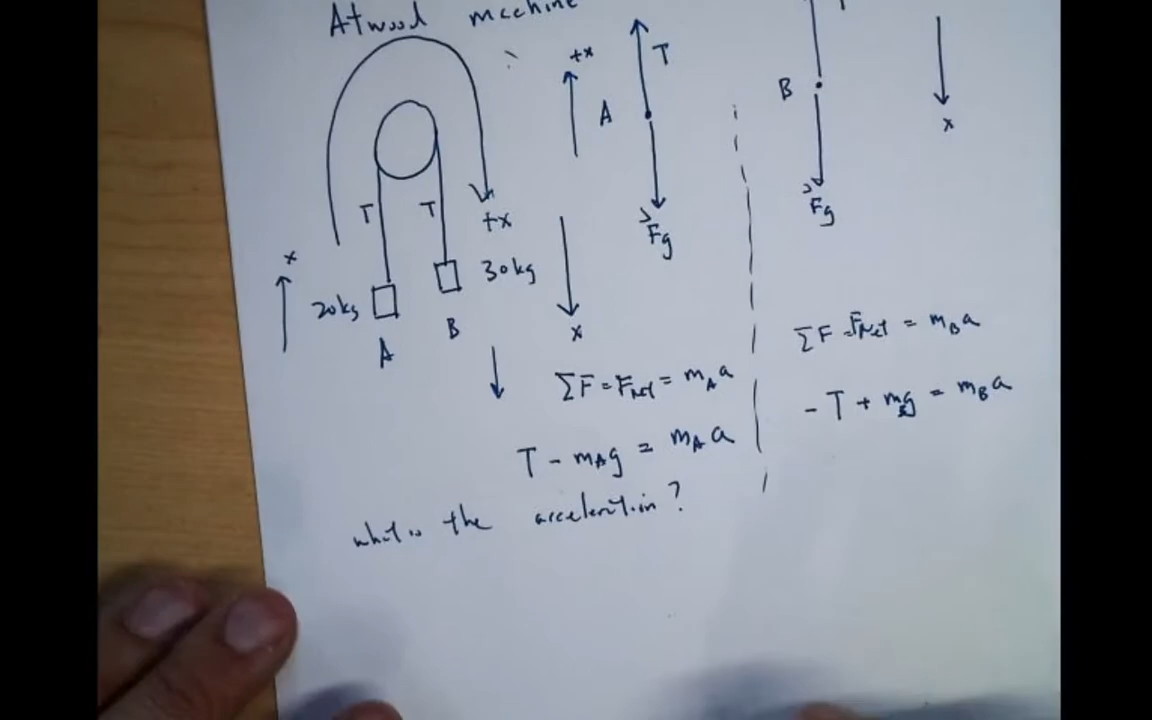 Atwood machine
+x
T
A
Fg
T
B
Fg
x
T T
+x
x
20kg
30kg
A
B
x
ΣF = FNet = mAa
T - mAg = mAa
ΣF = FNet = mBa
- T + mBg = mBa
what is the acceleration?